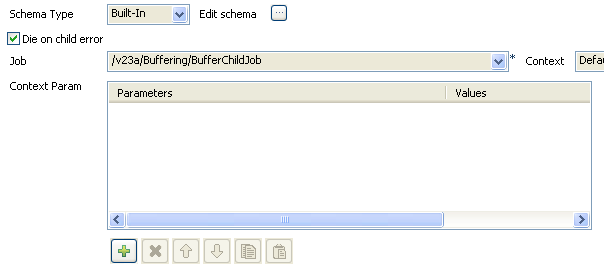 Schema Type Built-In Edit schema ...
Die on child error
Job /v23a/Buffering/BufferChildJob * Context Defa
Context Param Parameters Values